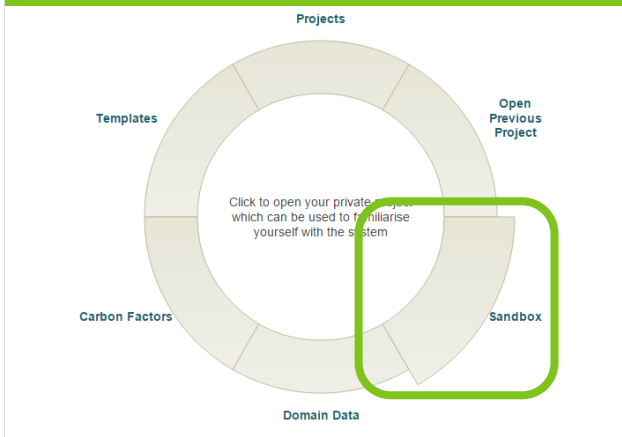 Projects
Open
Previous
Project
Templates
Click to open your private project
which can be used to familiarise
yourself with the system
Carbon Factors
Sandbox
Domain Data